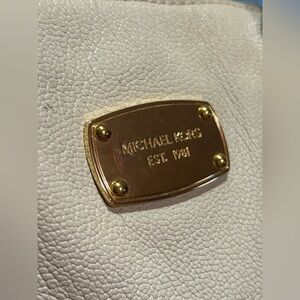 MICHAEL KORS
EST. 1981